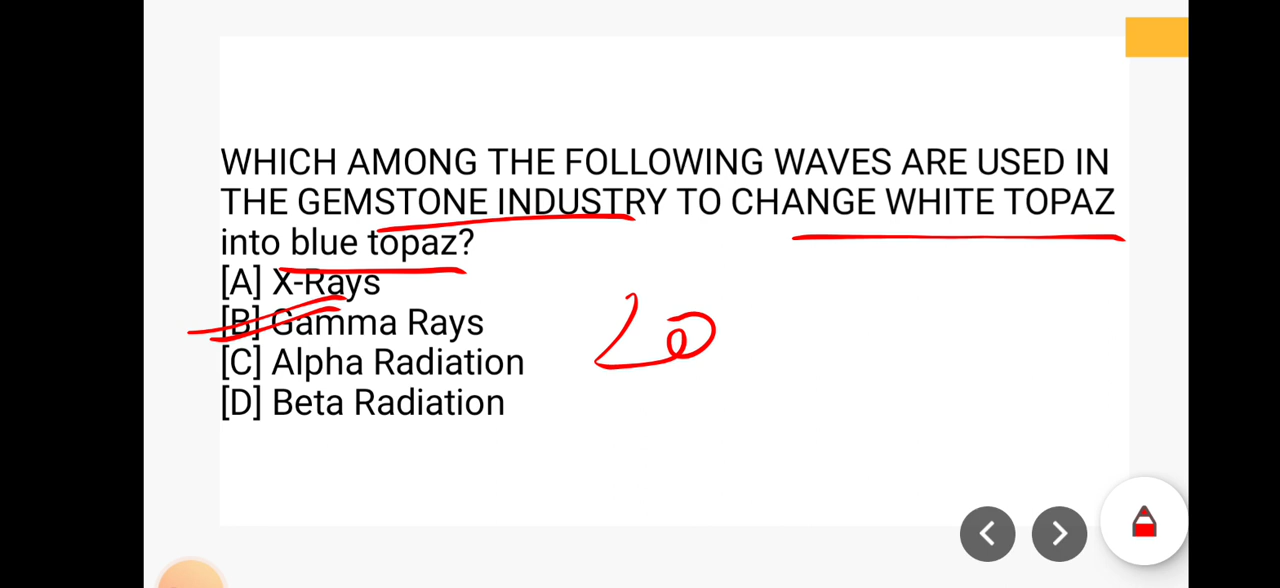 WHICH AMONG THE FOLLOWING WAVES ARE USED IN
THE GEMSTONE INDUSTRY TO CHANGE WHITE TOPAZ
into blue topaz?
[A] X-Rays
[B] Gamma Rays
[C] Alpha Radiation
[D] Beta Radiation